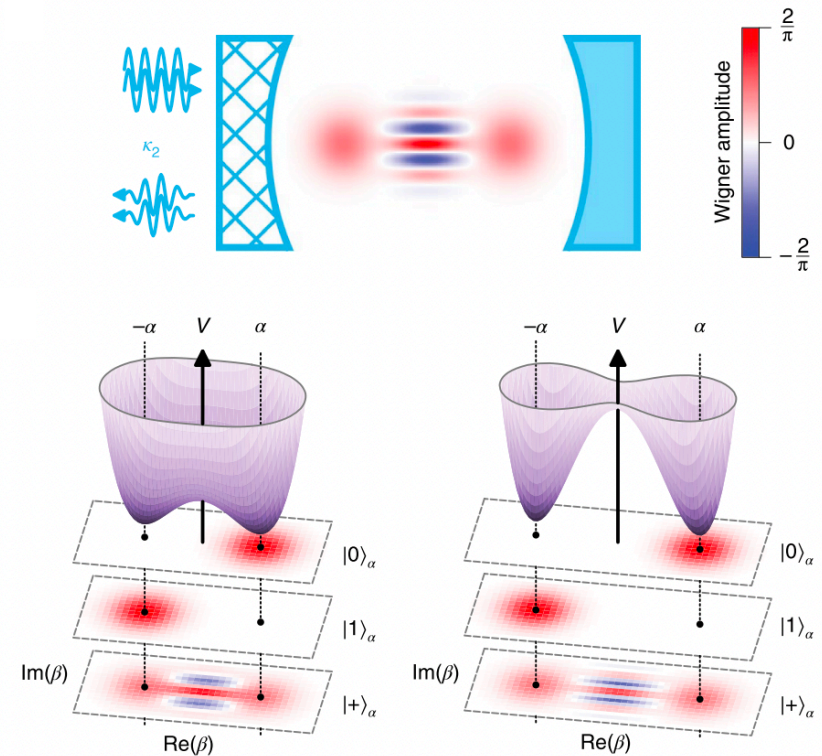 κ₂
Wigner amplitude
2/π
0
−2/π
−α V α
−α V α
|0⟩α
|0⟩α
|1⟩α
|1⟩α
Im(β) |+⟩α
Im(β) |+⟩α
Re(β)
Re(β)